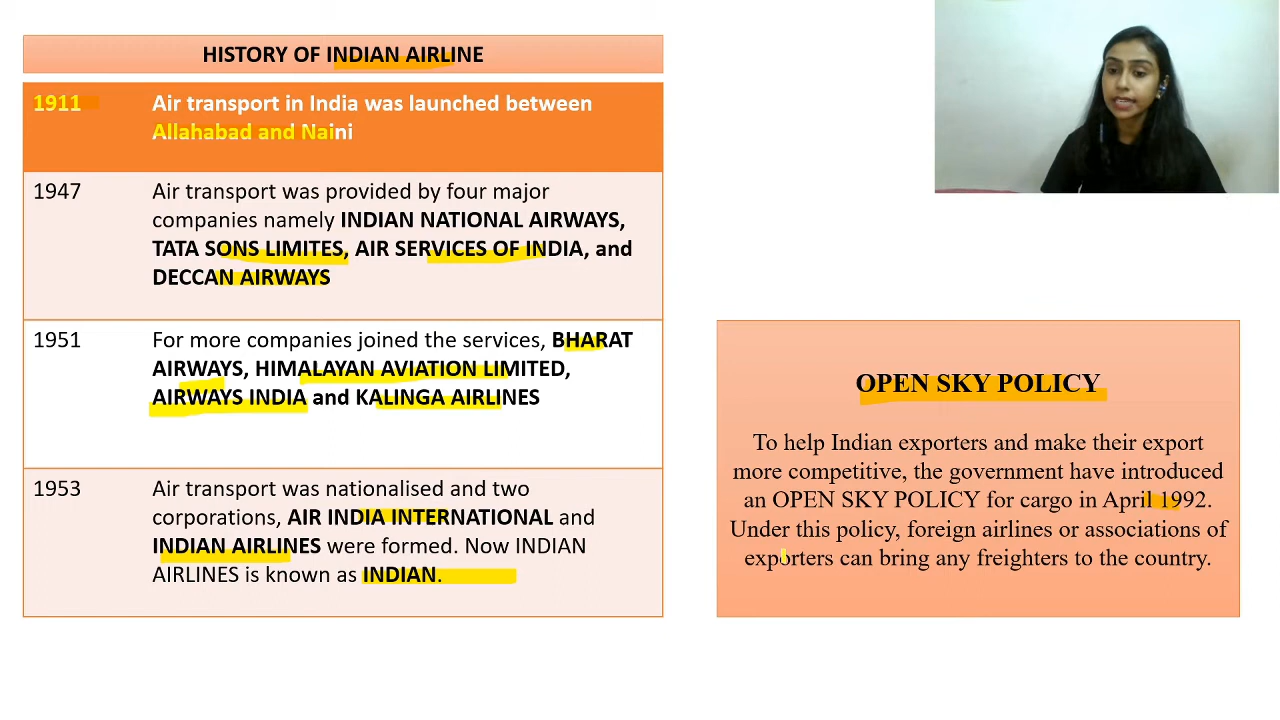 HISTORY OF INDIAN AIRLINE
1911
Air transport in India was launched between
Allahabad and Naini
1947
Air transport was provided by four major
companies namely INDIAN NATIONAL AIRWAYS,
TATA SONS LIMITES, AIR SERVICES OF INDIA, and
DECCAN AIRWAYS
1951
For more companies joined the services, BHARAT
AIRWAYS, HIMALAYAN AVIATION LIMITED,
AIRWAYS INDIA and KALINGA AIRLINES
1953
Air transport was nationalised and two
corporations, AIR INDIA INTERNATIONAL and
INDIAN AIRLINES were formed. Now INDIAN
AIRLINES is known as INDIAN.
OPEN SKY POLICY
To help Indian exporters and make their export
more competitive, the government have introduced
an OPEN SKY POLICY for cargo in April 1992.
Under this policy, foreign airlines or associations of
exporters can bring any freighters to the country.